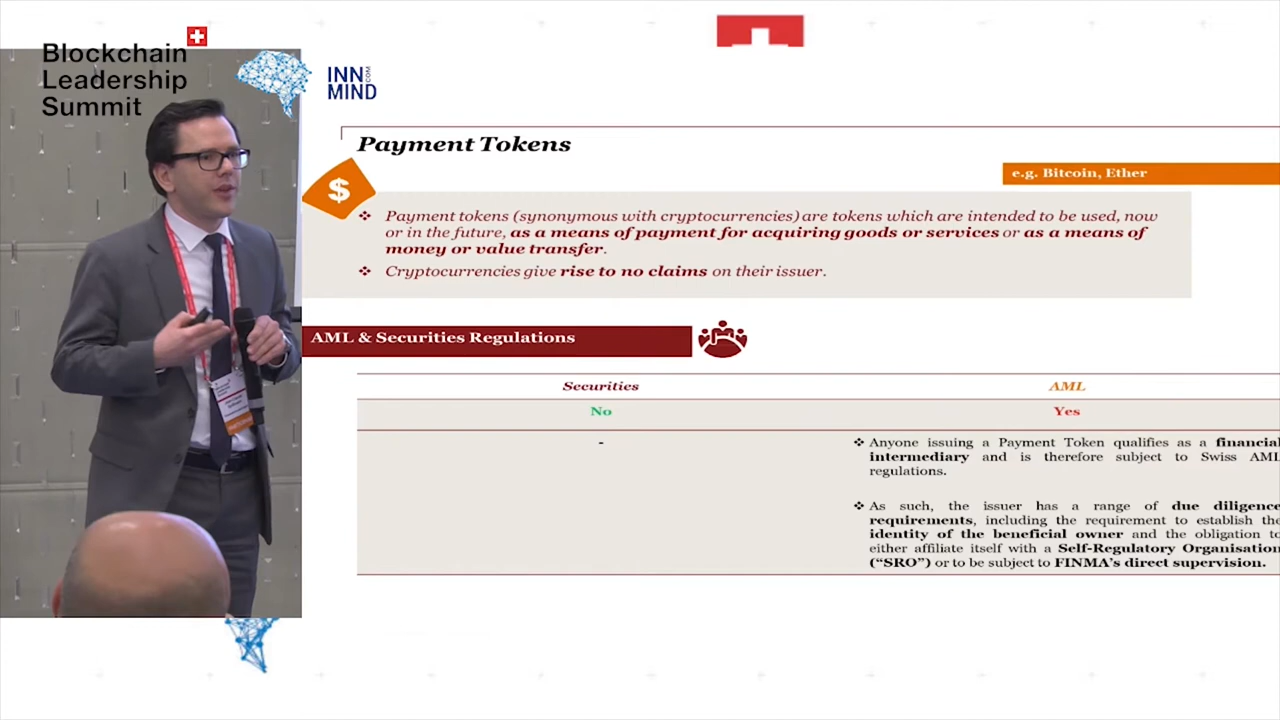 Blockchain
Leadership
Summit
INN
MIND
.COM
Payment Tokens
e.g. Bitcoin, Ether
$
❖ Payment tokens (synonymous with cryptocurrencies) are tokens which are intended to be used, now
or in the future, as a means of payment for acquiring goods or services or as a means of
money or value transfer.
❖ Cryptocurrencies give rise to no claims on their issuer.
AML & Securities Regulations
Securities
AML
No
Yes
-
❖ Anyone issuing a Payment Token qualifies as a financial
intermediary and is therefore subject to Swiss AML
regulations.
❖ As such, the issuer has a range of due diligence
requirements, including the requirement to establish the
identity of the beneficial owner and the obligation to
either affiliate itself with a Self-Regulatory Organisation
(“SRO”) or to be subject to FINMA’s direct supervision.